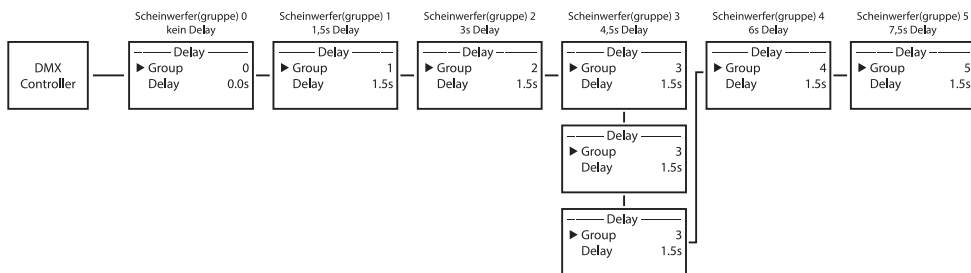 Scheinwerfer(gruppe) 0
kein Delay
Scheinwerfer(gruppe) 1
1,5s Delay
Scheinwerfer(gruppe) 2
3s Delay
Scheinwerfer(gruppe) 3
4,5s Delay
Scheinwerfer(gruppe) 4
6s Delay
Scheinwerfer(gruppe) 5
7,5s Delay
DMX
Controller
Delay
▶ Group 0
Delay 0.0s
Delay
▶ Group 1
Delay 1.5s
Delay
▶ Group 2
Delay 1.5s
Delay
▶ Group 3
Delay 1.5s
Delay
▶ Group 4
Delay 1.5s
Delay
▶ Group 5
Delay 1.5s
Delay
▶ Group 3
Delay 1.5s
Delay
▶ Group 3
Delay 1.5s